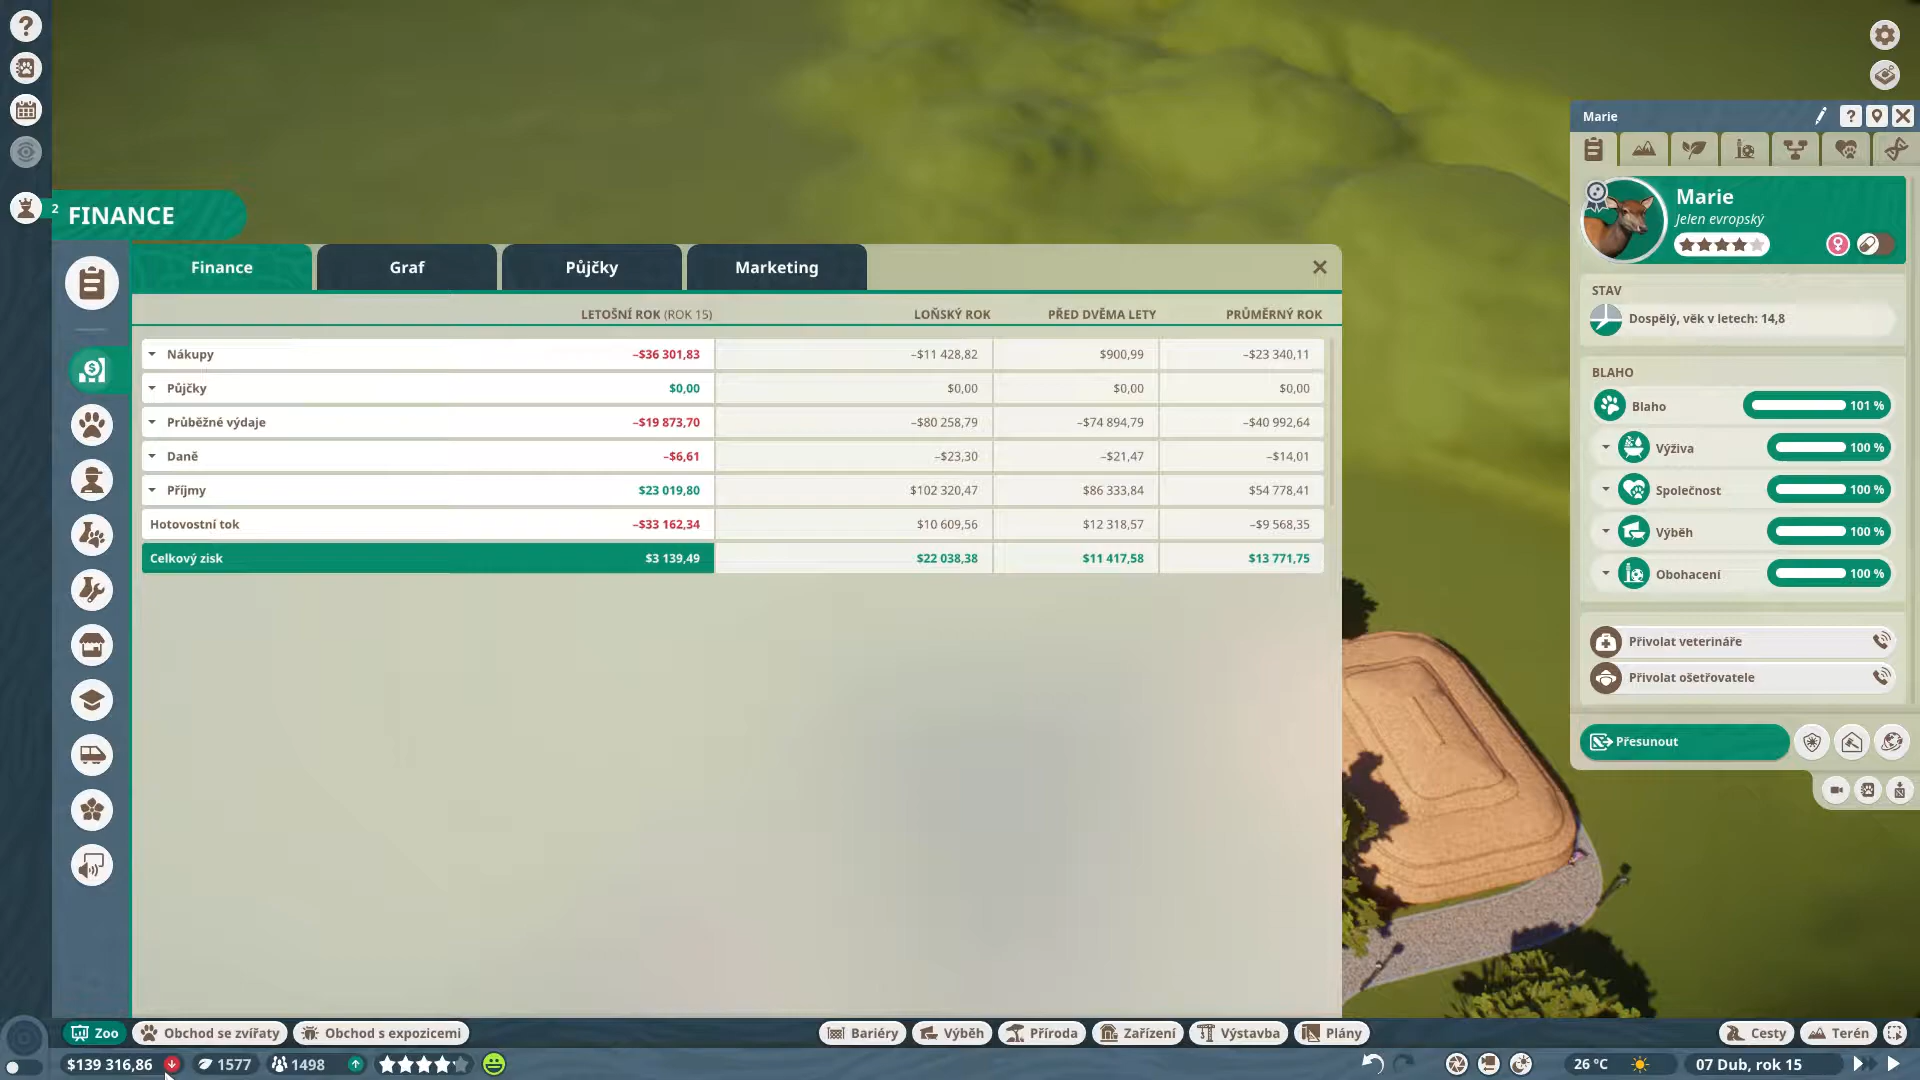 2
FINANCE
Finance Graf Půjčky Marketing
LETOŠNÍ ROK (ROK 15) LOŇSKÝ ROK PŘED DVĚMA LETY PRŮMĚRNÝ ROK
Nákupy –$36 301,83 –$11 428,82 $900,99 –$23 340,11
Půjčky $0,00 $0,00 $0,00 $0,00
Průběžné výdaje –$19 873,70 –$80 258,79 –$74 894,79 –$40 992,64
Daně –$6,61 –$23,30 –$21,47 –$14,01
Příjmy $23 019,80 $102 320,47 $86 333,84 $54 778,41
Hotovostní tok –$33 162,34 $10 609,56 $12 318,57 –$9 568,35
Celkový zisk $3 139,49 $22 038,38 $11 417,58 $13 771,75
Marie
Marie
Jelen evropský
STAV
Dospělý, věk v letech: 14,8
BLAHO
Blaho 101 %
Výživa 100 %
Společnost 100 %
Výběh 100 %
Obohacení 100 %
Přivolat veterináře
Přivolat ošetřovatele
Přesunout
Zoo Obchod se zvířaty Obchod s expozicemi Bariéry Výběh Příroda Zařízení Výstavba Plány Cesty Terén
$139 316,86 1577 1498 26 °C 07 Dub, rok 15